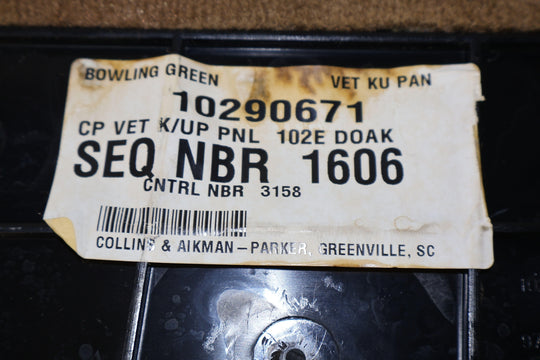 BOWLING GREEN VET KU PAN
10290671
CP VET K/UP PNL 102E DOAK
SEQ NBR 1606
CNTRL NBR 3158
COLLINS & AIKMAN - PARKER, GREENVILLE, SC